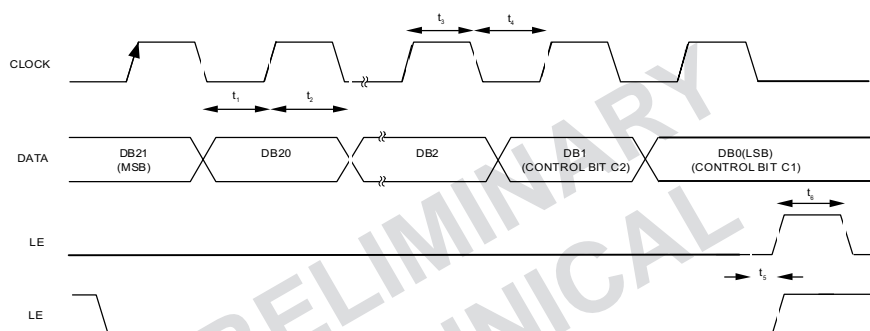 t3 t4
CLOCK
t1 t2
DB21 DB20 DB2 DB1 DB0(LSB)
DATA
(MSB) (CONTROL BIT C2) (CONTROL BIT C1)
t6
LE
t5
LE
PRELIMINARY
TECHNICAL